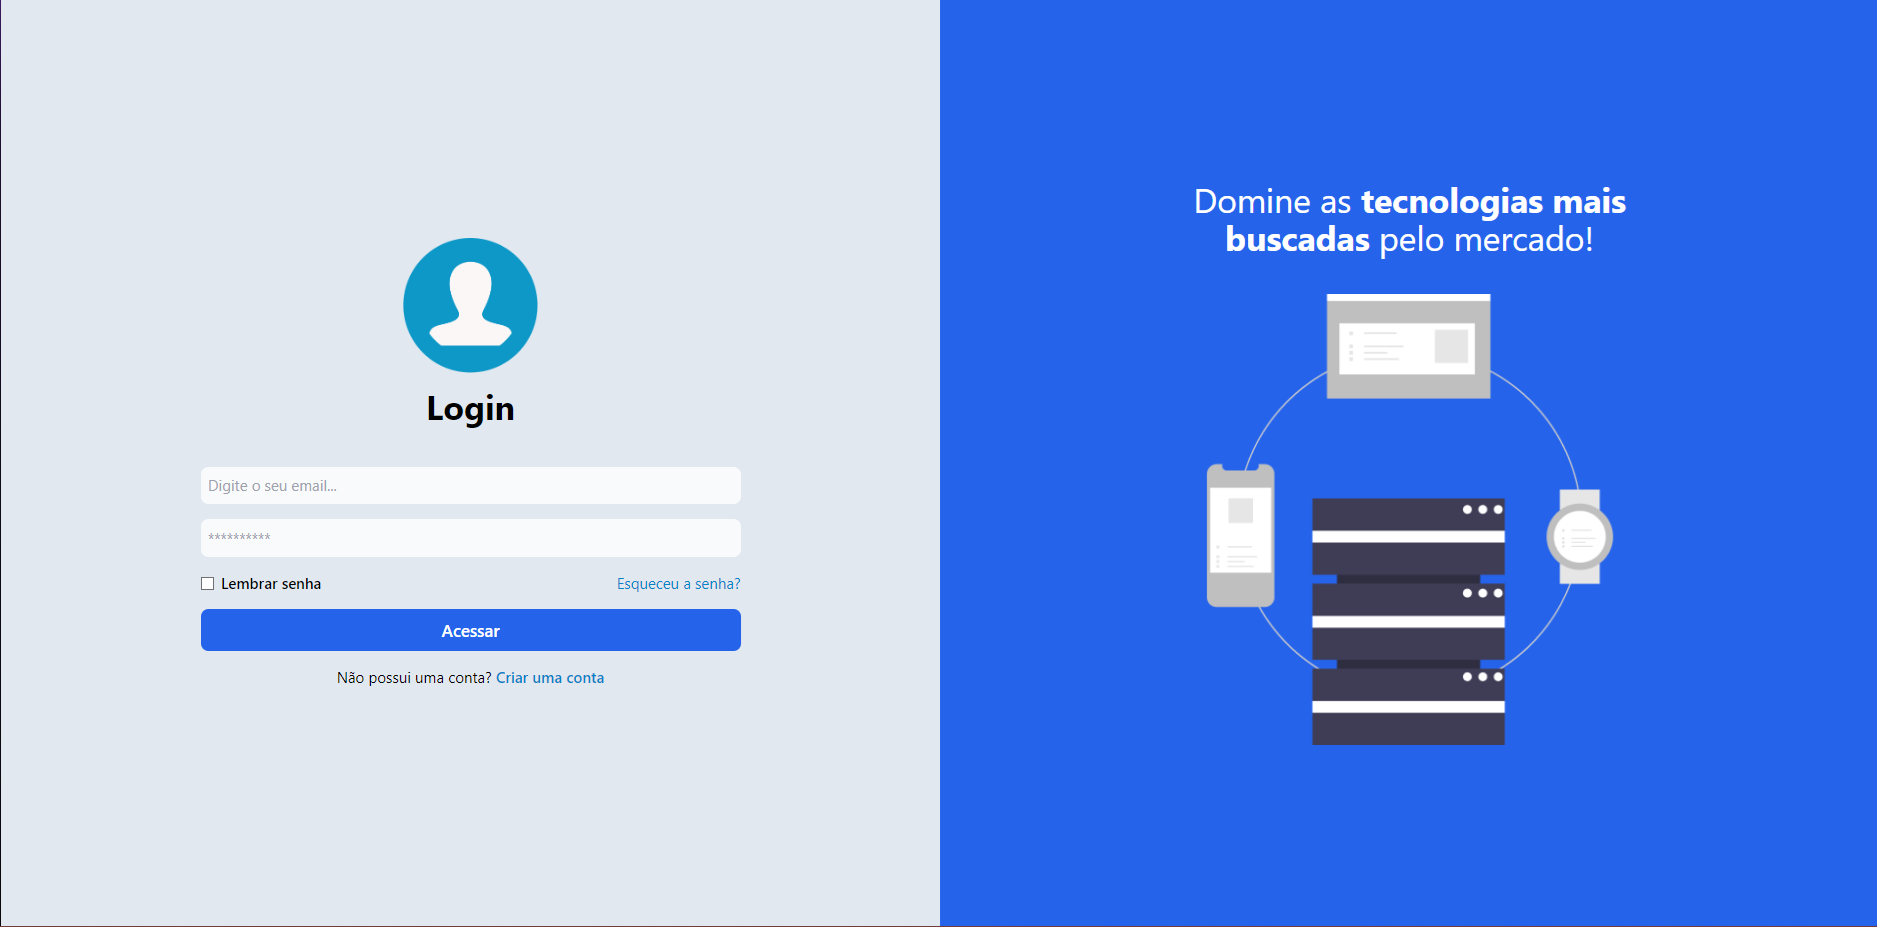 Login
Digite o seu email...
**********
Lembrar senha
Esqueceu a senha?
Acessar
Não possui uma conta? Criar uma conta
Domine as tecnologias mais
buscadas pelo mercado!